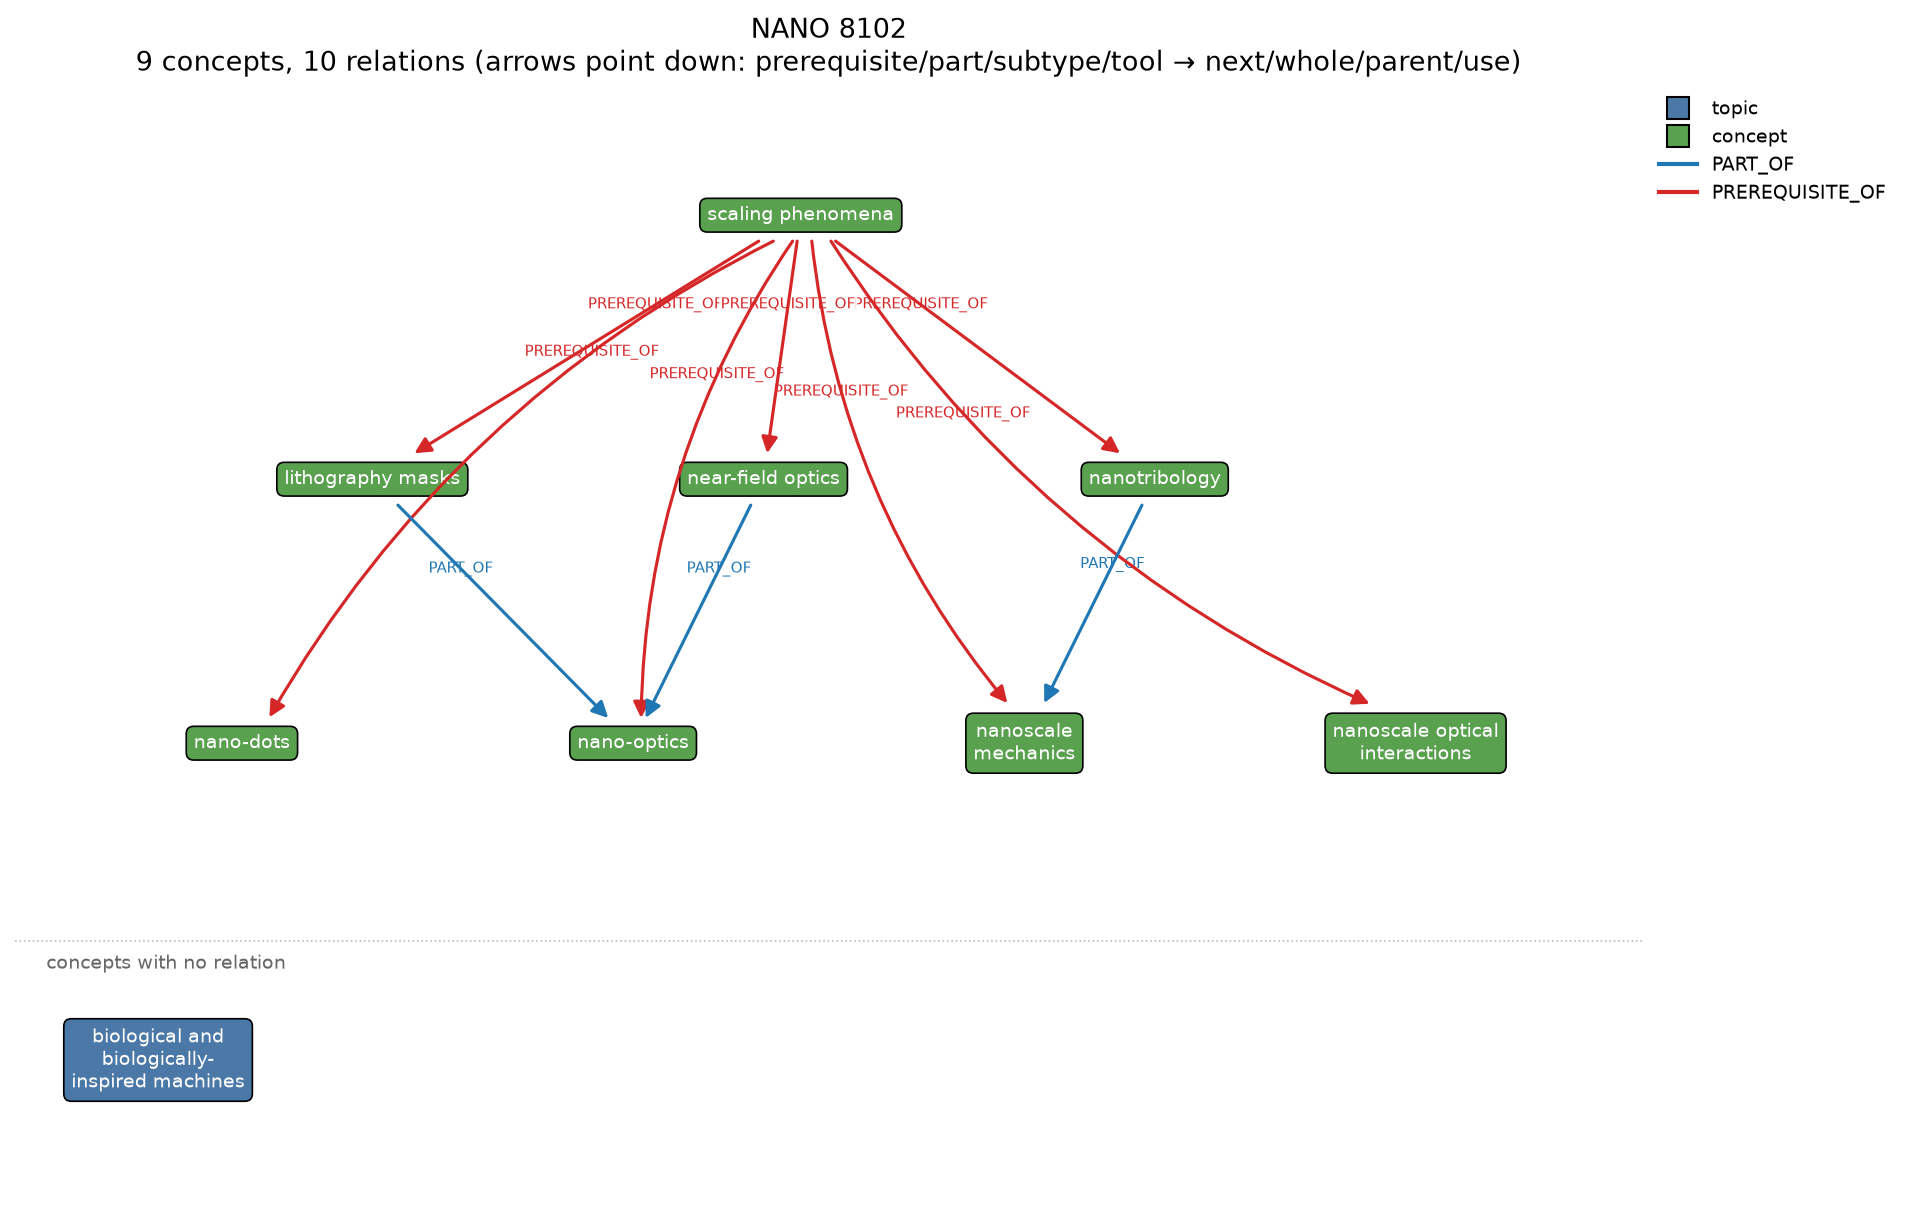 NANO 8102
9 concepts, 10 relations (arrows point down: prerequisite/part/subtype/tool → next/whole/parent/use)
topic
concept
PART_OF
PREREQUISITE_OF
scaling phenomena
PREREQUISITE_OF
PREREQUISITE_OF
PREREQUISITE_OF
PREREQUISITE_OF
PREREQUISITE_OF
PREREQUISITE_OF
PREREQUISITE_OF
lithography masks
near-field optics
nanotribology
PART_OF
PART_OF
PART_OF
nano-dots
nano-optics
nanoscale
mechanics
nanoscale optical
interactions
concepts with no relation
biological and
biologically-
inspired machines